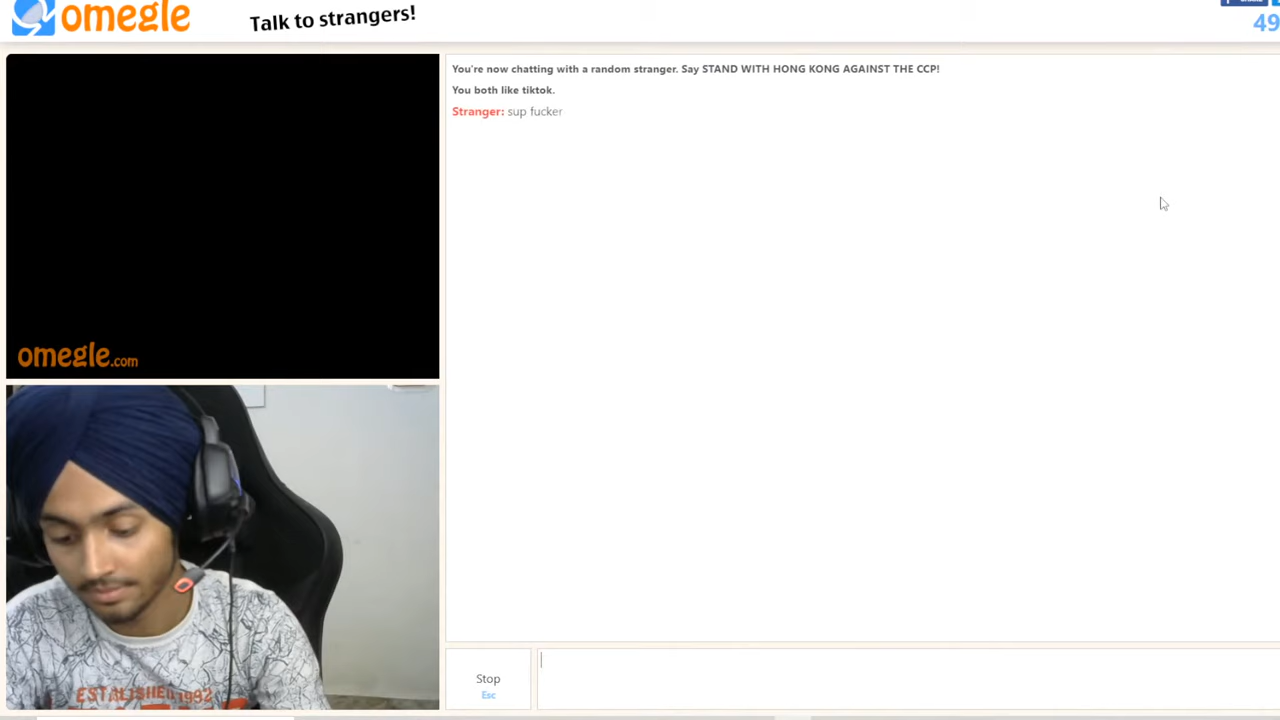 omegle
Talk to strangers!
49
You're now chatting with a random stranger. Say STAND WITH HONG KONG AGAINST THE CCP!
You both like tiktok.
Stranger: sup fucker
omegle.com
ESTABLISHED 1982
Stop
Esc